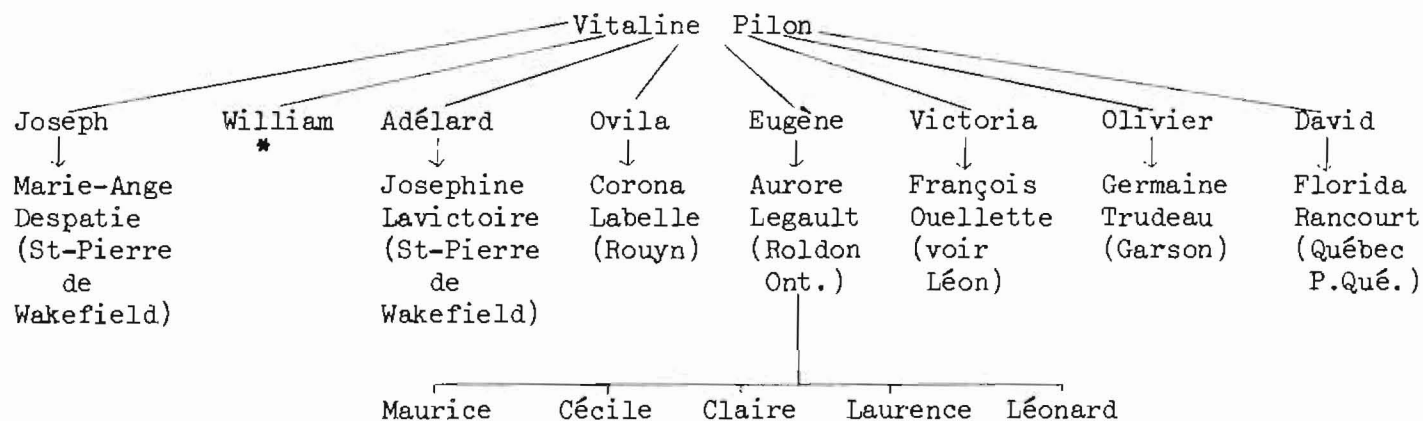 Vitaline Pilon
Joseph William Adélard Ovila Eugène Victoria Olivier David
*
Marie-Ange Josephine Corona Aurore François Germaine Florida
Despatie Lavictoire Labelle Legault Ouellette Trudeau Rancourt
(St-Pierre (St-Pierre (Rouyn) (Roldon (voir (Garson) (Québec
de de Ont.) Léon) P.Qué.)
Wakefield) Wakefield)
Maurice Cécile Claire Laurence Léonard